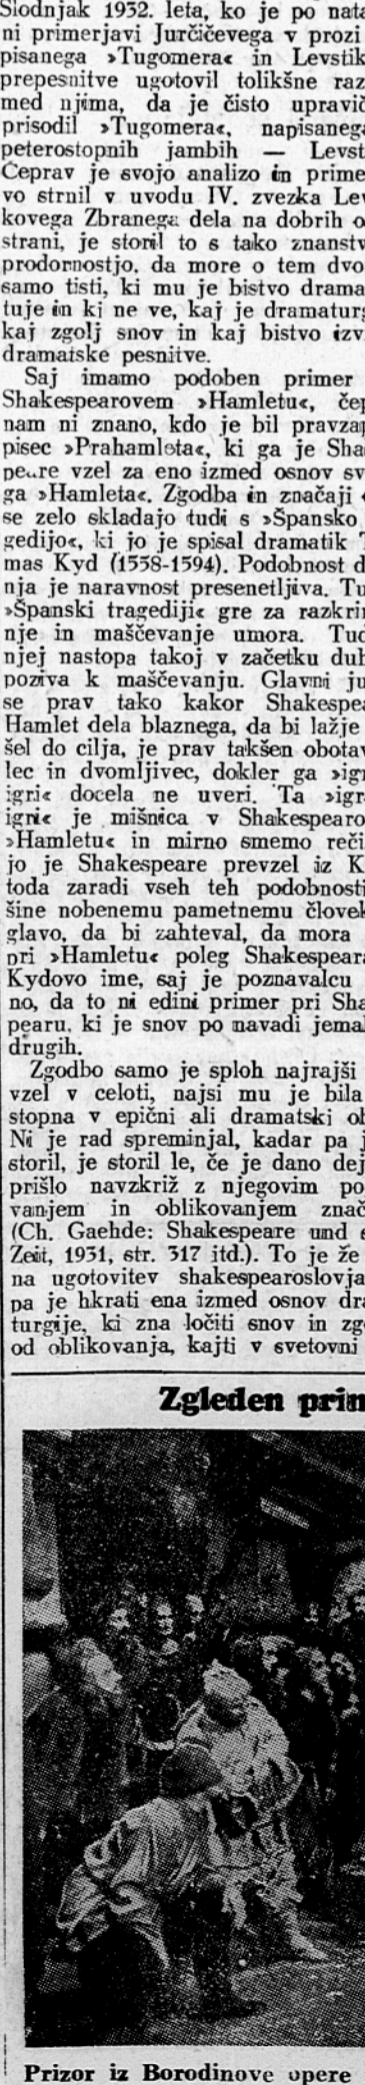 Slodnjak 1932. leta, ko je po nata
ni primerjavi Jurčičevega v prozi
pisanega »Tugomera« in Levstik
prepesnitve ugotovil tolikšne raz
med njima, da je čisto upravič
prisodil »Tugomera«, napisaneg
peterostopnih jambih — Levst
Čeprav je svojo analizo in prime
vo strnil v uvodu IV. zvezka Lev
kovega Zbranega dela na dobrih o
strani, je storil to s tako znanstv
prodornostjo, da more o tem dvo
samo tisti, ki mu je bistvo drama
tuje in ki ne ve, kaj je dramatur
kaj zgolj snov in kaj bistvo izv
dramatske pesnitve.
Saj imamo podoben primer
Shakespearovem »Hamletu«, čep
nam ni znano, kdo je bil pravza
pisec »Prahamleta«, ki ga je Sha
peare vzel za eno izmed osnov sv
ga »Hamleta«. Zgodba in značaji
se zelo skladajo tudi s »Špansko
gedijo«, ki jo je spisal dramatik T
mas Kyd (1558-1594). Podobnost d
nja je naravnost presenetljiva. Tu
»Španski tragediji« gre za razkri
nje in maščevanje umora. Tud
njej nastopa takoj v začetku duh
poziva k maščevanju. Glavni ju
se prav tako kakor Shakespea
Hamlet dela blaznega, da bi lažje
šel do cilja, je prav takšen obota
lec in dvomljivec, dokler ga »igr
igri« docela ne uveri. Ta »igr
igri« je mišnica v Shakespearo
»Hamletu« in mirno smemo reči
jo je Shakespeare prevzel iz K
toda zaradi vseh teh podobnosti
šine nobenemu pametnemu človek
glavo, da bi zahteval, da mora
pri »Hamletu« poleg Shakespeara
Kydovo ime, saj je poznavalcu
no, da to ni edini primer pri Sha
pearu, ki je snov po navadi jemal
drugih.
Zgodbo samo je sploh najrajši
vzel v celoti, najsi mu je bila
stopna v epični ali dramatski ob
Ni je rad spreminjal, kadar pa j
storil, je storil le, če je dano dej
prišlo navzkriž z njegovim po
vanjem in oblikovanjem znač
(Ch. Gaehde: Shakespeare und s
Zeit, 1931, str. 317 itd.). To je že
na ugotovitev shakespearoslovja
pa je hkrati ena izmed osnov dra
turgije, ki zna ločiti snov in zg
od oblikovanja, kajti v svetovni
Zgleden prim
Prizor iz Borodinove opere